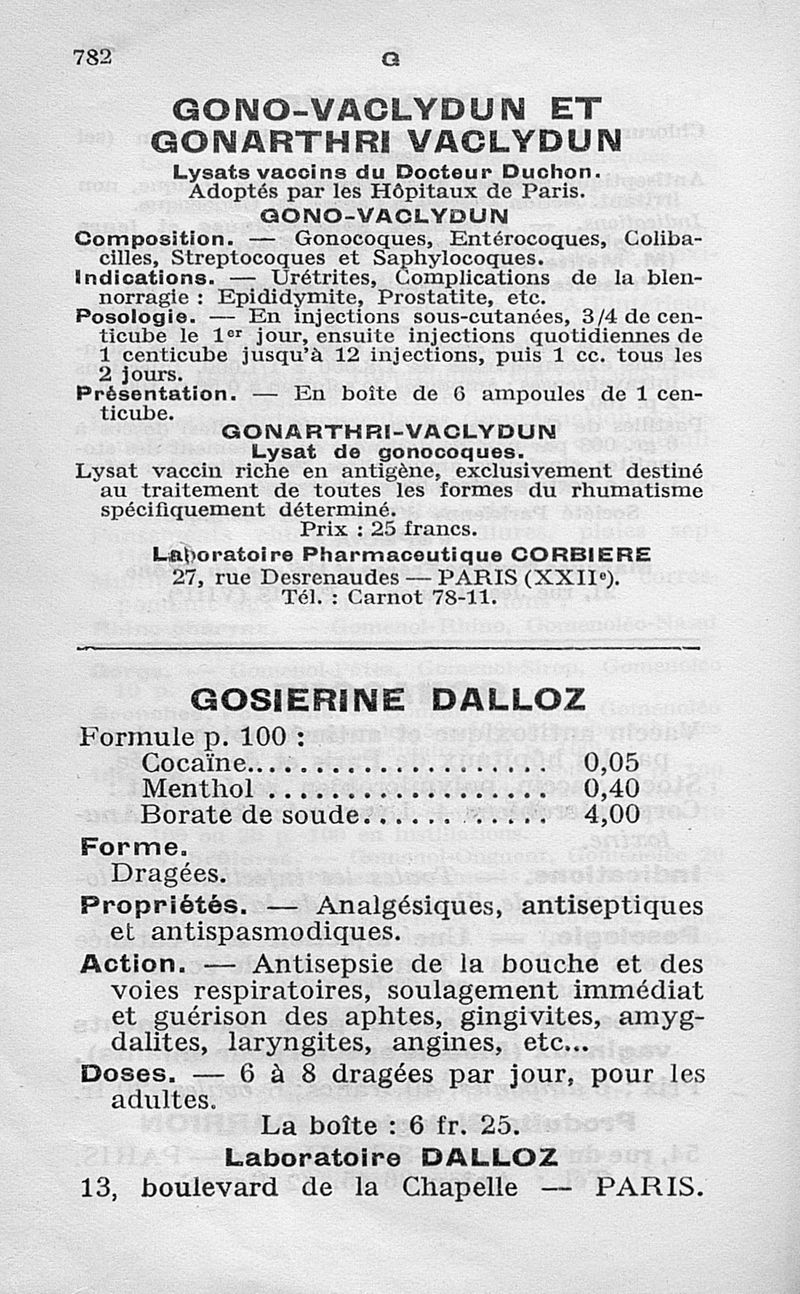 782
G
GONO-VACLYDUN ET
GONARTHRI VACLYDUN
Lysats vaccins du Docteur Duchon.
Adoptés par les Hôpitaux de Paris.
GONO-VACLYDUN
Composition. — Gonocoques, Entérocoques, Coliba-
cilles, Streptocoques et Saphylocoques.
Indications. — Urétrites, Complications de la blen-
norragie : Epididymite, Prostatite, etc.
Posologie. — En injections sous-cutanées, 3/4 de cen-
ticube le 1er jour, ensuite injections quotidiennes de
1 centicube jusqu'à 12 injections, puis 1 cc. tous les
2 jours.
Présentation. — En boîte de 6 ampoules de 1 cen-
ticube.
GONARTHRI-VACLYDUN
Lysat de gonocoques.
Lysat vaccin riche en antigène, exclusivement destiné
au traitement de toutes les formes du rhumatisme
spécifiquement déterminé.
Prix : 25 francs.
Laboratoire Pharmaceutique CORBIERE
27, rue Desrenaudes — PARIS (XXIIe).
Tél. : Carnot 78-11.
GOSIERINE DALLOZ
Formule p. 100 :
Cocaïne.................... 0,05
Menthol.................... 0,40
Borate de soude............ 4,00
Forme.
Dragées.
Propriétés. — Analgésiques, antiseptiques
et antispasmodiques.
Action. — Antisepsie de la bouche et des
voies respiratoires, soulagement immédiat
et guérison des aphtes, gingivites, amyg-
dalites, laryngites, angines, etc...
Doses. — 6 à 8 dragées par jour, pour les
adultes.
La boîte : 6 fr. 25.
Laboratoire DALLOZ
13, boulevard de la Chapelle — PARIS.